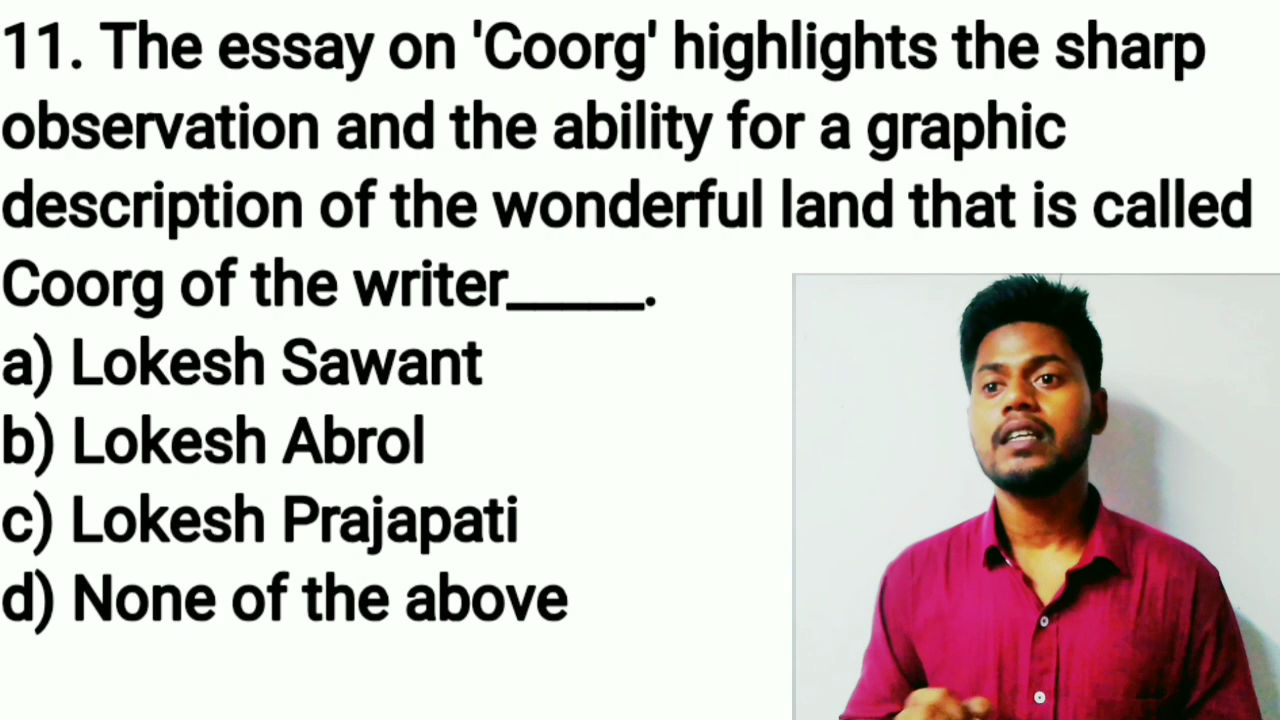 11. The essay on 'Coorg' highlights the sharp
observation and the ability for a graphic
description of the wonderful land that is called
Coorg of the writer_____.
a) Lokesh Sawant
b) Lokesh Abrol
c) Lokesh Prajapati
d) None of the above